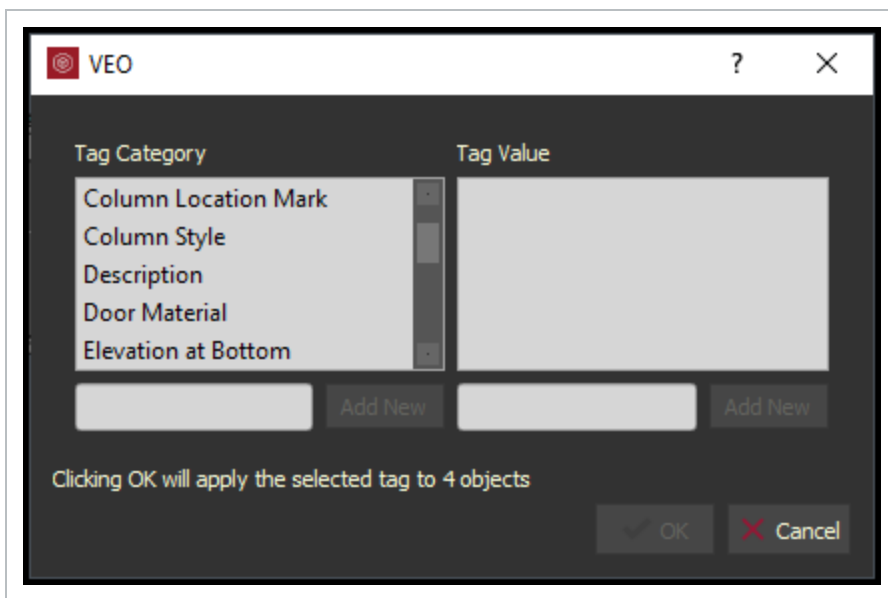 VEO ?
Tag Category Tag Value
Column Location Mark
Column Style
Description
Door Material
Elevation at Bottom
Add New Add New
Clicking OK will apply the selected tag to 4 objects
OK Cancel